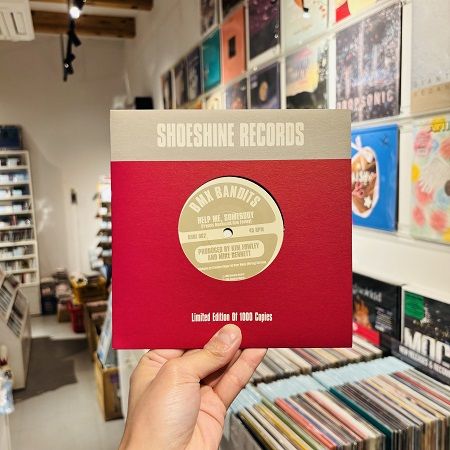 SHOESHINE RECORDS
BMX BANDITS
HELP ME, SOMEBODY
45 RPM
PRODUCED BY KIM FOWLEY
AND MIKE BENNETT
Limited Edition Of 1000 Copies